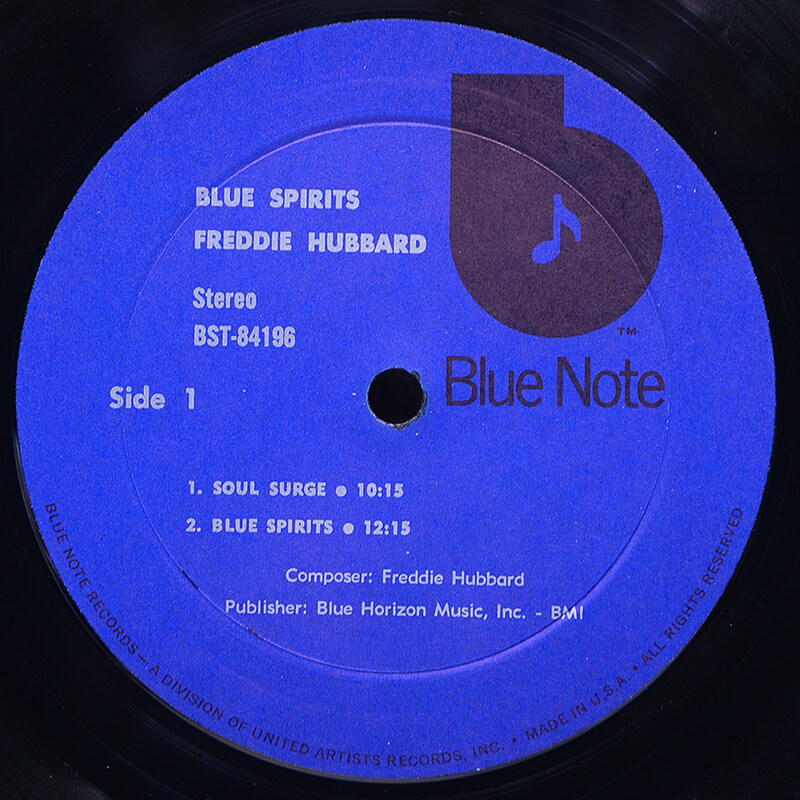 BLUE SPIRITS
FREDDIE HUBBARD
Stereo
BST-84196
TM
Blue Note
Side 1
1. SOUL SURGE ● 10:15
2. BLUE SPIRITS ● 12:15
Composer: Freddie Hubbard
Publisher: Blue Horizon Music, Inc. - BMI
BLUE NOTE RECORDS—A DIVISION OF UNITED ARTISTS RECORDS, INC. • MADE IN U.S.A. • ALL RIGHTS RESERVED